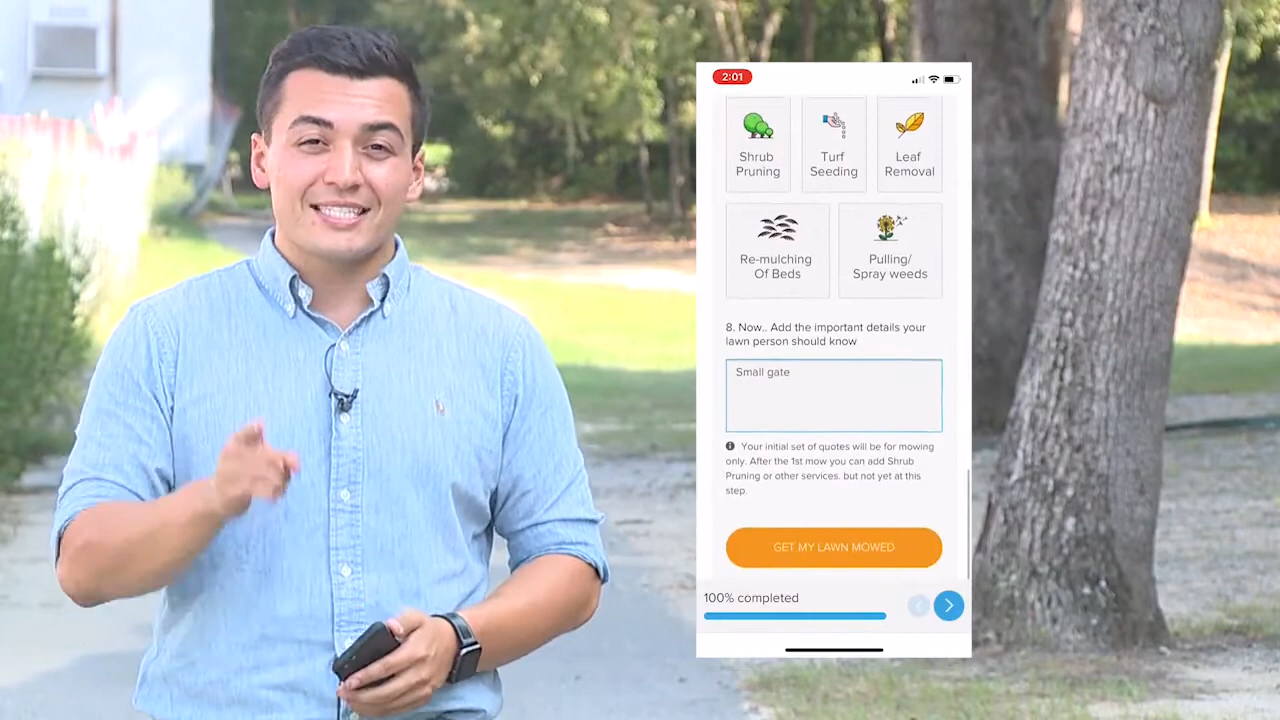 2:01
Shrub
Pruning
Turf
Seeding
Leaf
Removal
Re-mulching
Of Beds
Pulling/
Spray weeds
8. Now.. Add the important details your
lawn person should know
Small gate
Your initial set of quotes will be for mowing
only. After the 1st mow you can add Shrub
Pruning or other services. but not yet at this
step.
GET MY LAWN MOWED
100% completed